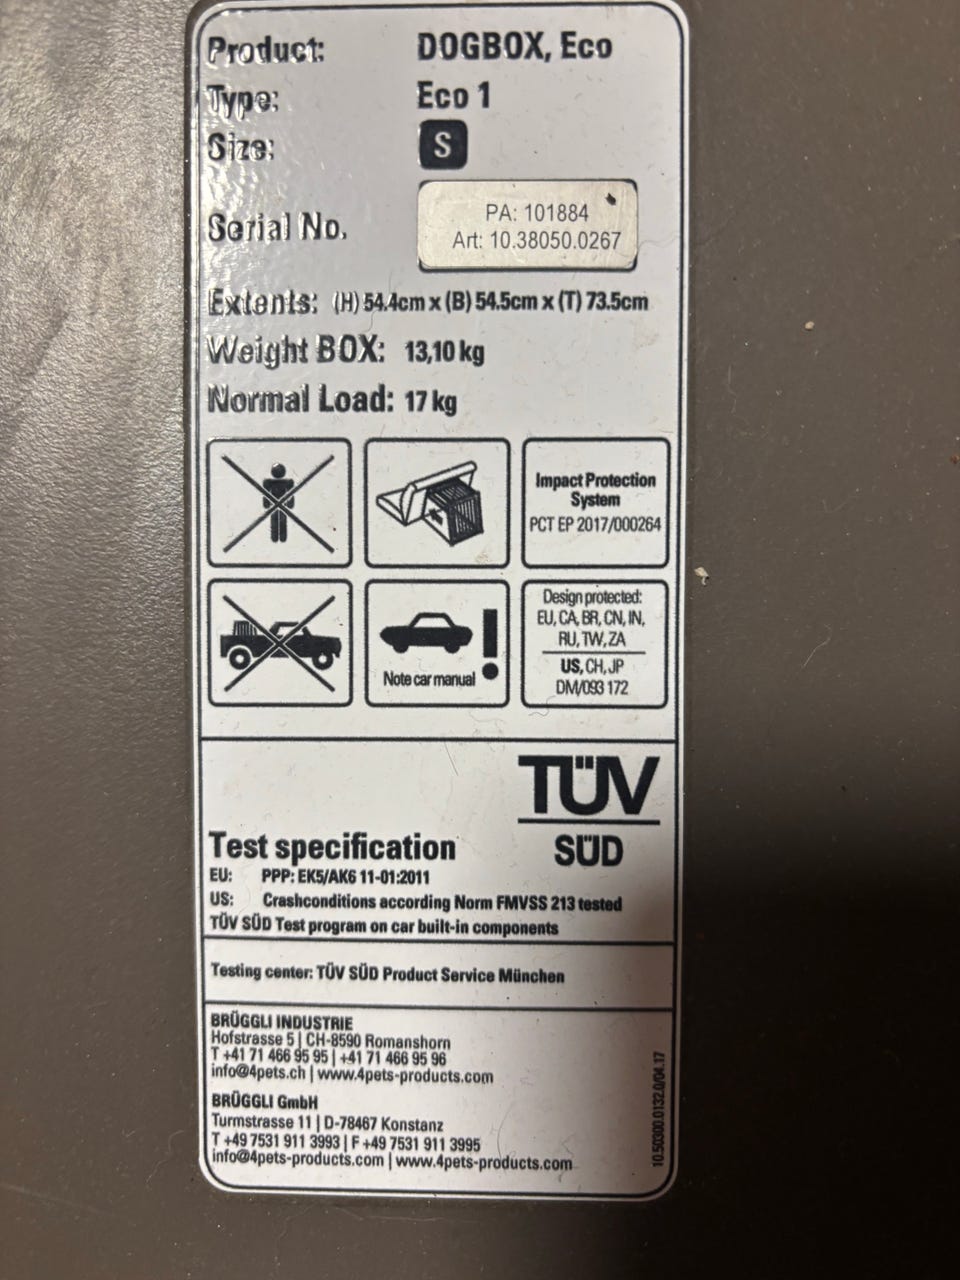 Product: DOGBOX, Eco
Type: Eco 1
Size: S
Serial No. PA: 101884
Art: 10.38050.0267
Extents: (H) 54.4cm x (B) 54.5cm x (T) 73.5cm
Weight BOX: 13,10 kg
Normal Load: 17 kg
Impact Protection
System
PCT EP 2017/000264
Note car manual !
Design protected:
EU, CA, BR, CN, IN,
RU, TW, ZA
US, CH, JP
DM/093 172
TÜV
SÜD
Test specification
EU: PPP: EK5/AK6 11-01:2011
US: Crashconditions according Norm FMVSS 213 tested
TÜV SÜD Test program on car built-in components
Testing center: TÜV SÜD Product Service München
BRÜGGLI INDUSTRIE
Hofstrasse 5 | CH-8590 Romanshorn
T +41 71 466 95 95 | +41 71 466 95 96
info@4pets.ch | www.4pets-products.com
BRÜGGLI GmbH
Turmstrasse 11 | D-78467 Konstanz
T +49 7531 911 3993 | F +49 7531 911 3995
info@4pets-products.com | www.4pets-products.com
10.50300.0132.0/04.17